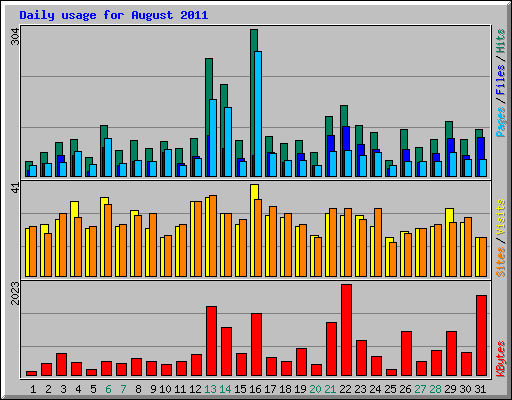 Daily usage for August 2011
304
Pages / Files / Hits
41
Sites / Visits
2023
KBytes
1 2 3 4 5 6 7 8 9 10 11 12 13 14 15 16 17 18 19 20 21 22 23 24 25 26 27 28 29 30 31